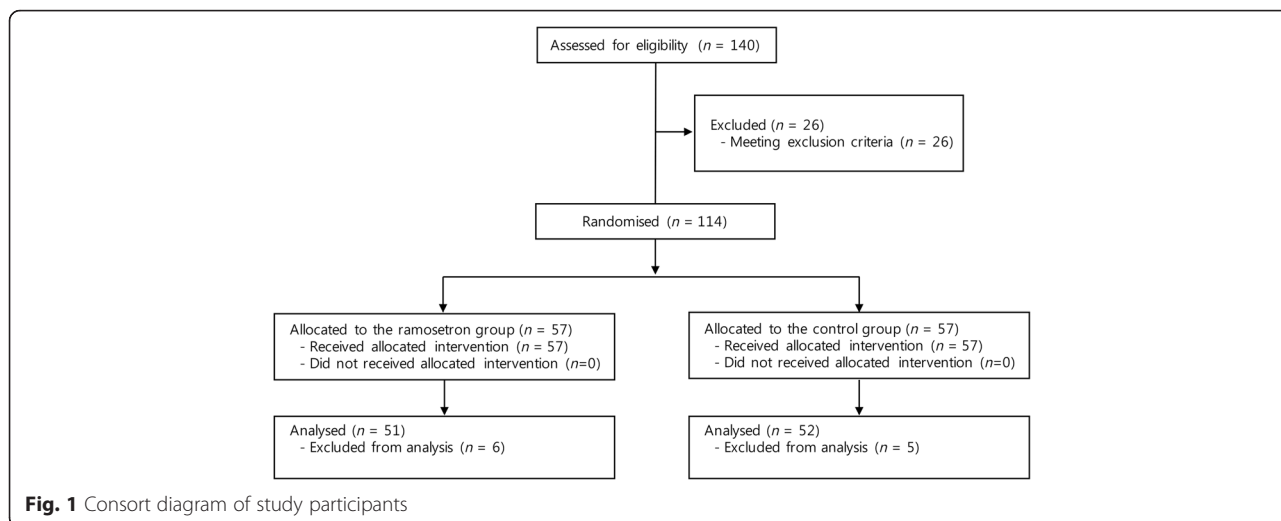 Assessed for eligibility (n = 140)
Excluded (n = 26)
- Meeting exclusion criteria (n = 26)
Randomised (n = 114)
Allocated to the ramosetron group (n = 57)
- Received allocated intervention (n = 57)
- Did not received allocated intervention (n=0)
Allocated to the control group (n = 57)
- Received allocated intervention (n = 57)
- Did not received allocated intervention (n=0)
Analysed (n = 51)
- Excluded from analysis (n = 6)
Analysed (n = 52)
- Excluded from analysis (n = 5)
Fig. 1 Consort diagram of study participants